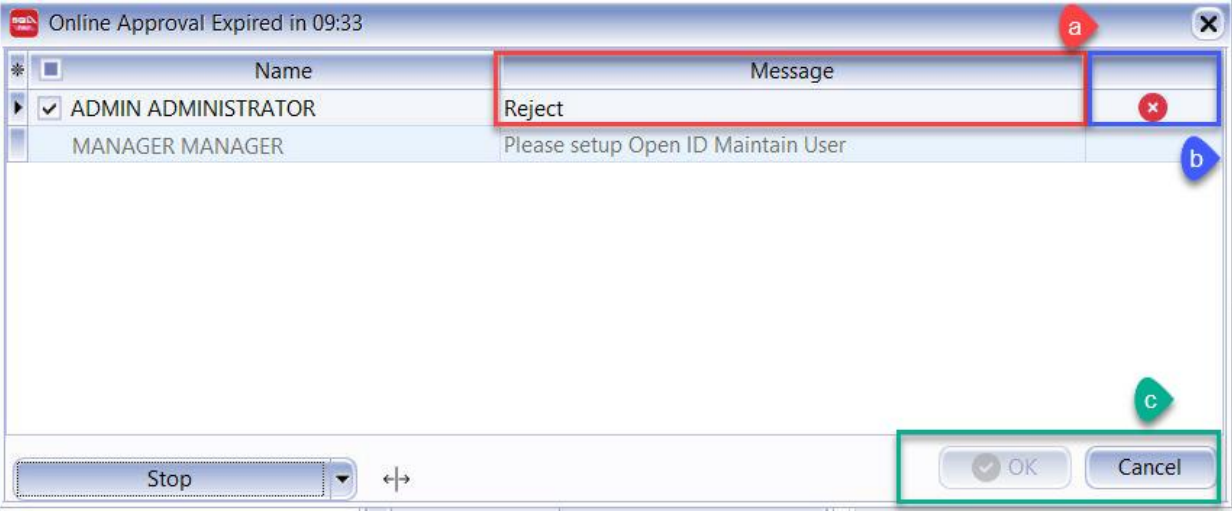 Online Approval Expired in 09:33
a
Name Message
ADMIN ADMINISTRATOR Reject
MANAGER MANAGER Please setup Open ID Maintain User
b
c
Stop OK Cancel